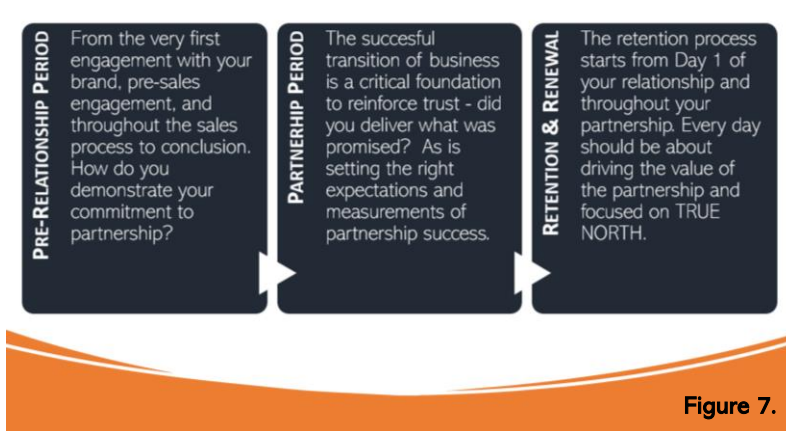 PRE-RELATIONSHIP PERIOD
From the very first
engagement with your
brand, pre-sales
engagement, and
throughout the sales
process to conclusion.
How do you
demonstrate your
commitment to
partnership?
PARTNERHIP PERIOD
The succesful
transition of business
is a critical foundation
to reinforce trust - did
you deliver what was
promised? As is
setting the right
expectations and
measurements of
partnership success.
RETENTION & RENEWAL
The retention process
starts from Day 1 of
your relationship and
throughout your
partnership. Every day
should be about
driving the value of
the partnership and
focused on TRUE
NORTH.
Figure 7.